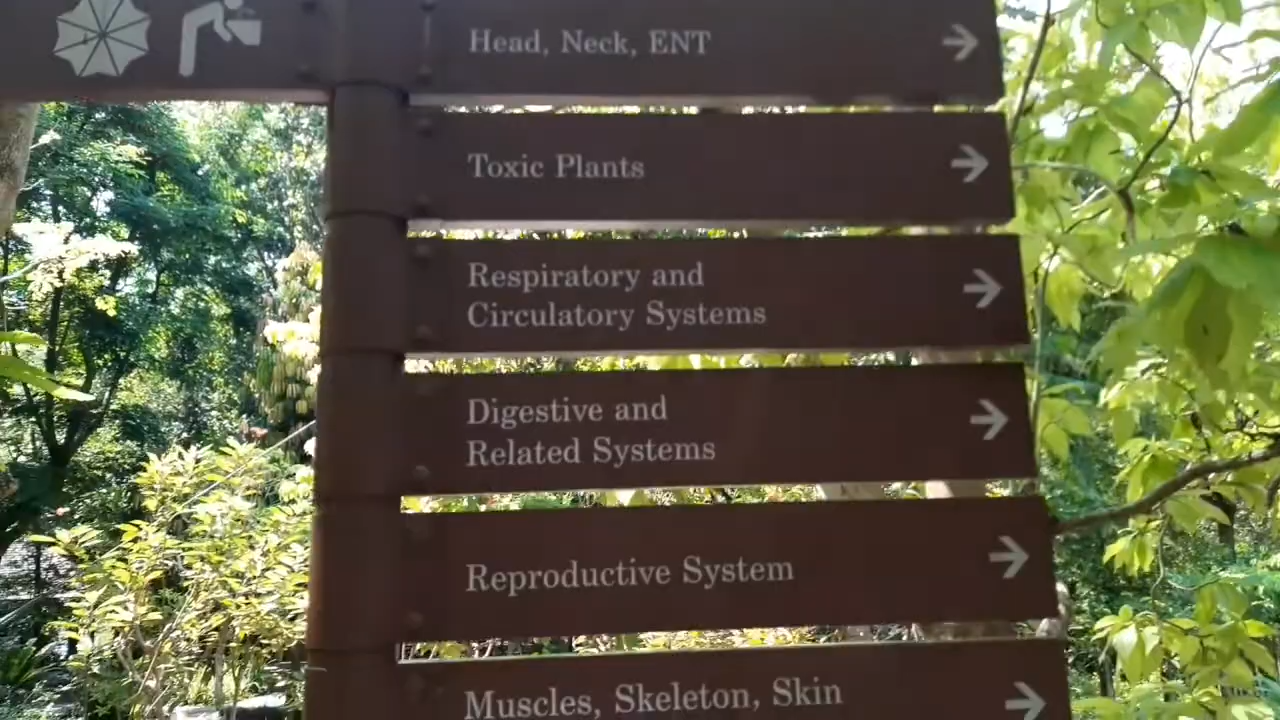 Head, Neck, ENT
Toxic Plants
Respiratory and
Circulatory Systems
Digestive and
Related Systems
Reproductive System
Muscles, Skeleton, Skin